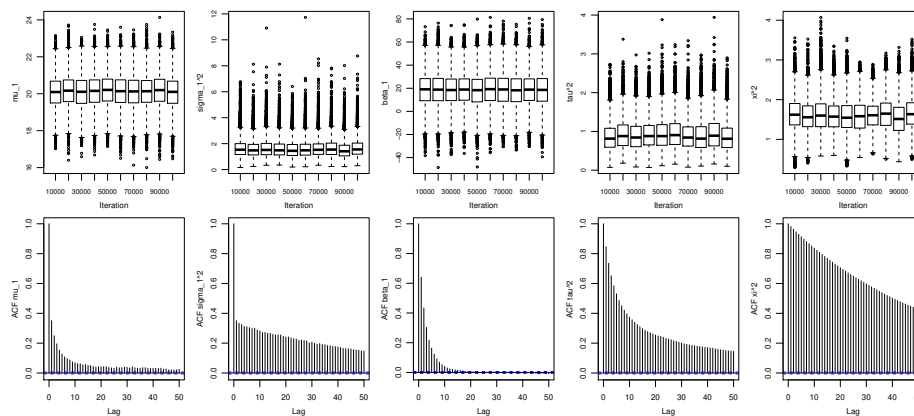 mu_1
16 17 18 19 20 21 22 23 24
10000 30000 50000 70000 90000
Iteration
sigma_1^2
0 2 4 6 8 10 12
10000 30000 50000 70000 90000
Iteration
beta_1
-40 -20 0 20 40 60 80
10000 30000 50000 70000 90000
Iteration
tau^2
0 1 2 3 4
10000 30000 50000 70000 90000
Iteration
xi^2
1 2 3 4
10000 30000 50000 70000 90000
Iteration
ACF mu_1
0.0 0.2 0.4 0.6 0.8 1.0
0 10 20 30 40 50
Lag
ACF sigma_1^2
0.0 0.2 0.4 0.6 0.8 1.0
0 10 20 30 40 50
Lag
ACF beta_1
0.0 0.2 0.4 0.6 0.8 1.0
0 10 20 30 40 50
Lag
ACF tau^2
0.0 0.2 0.4 0.6 0.8 1.0
0 10 20 30 40 50
Lag
ACF xi^2
0.0 0.2 0.4 0.6 0.8 1.0
0 10 20 30 40
Lag